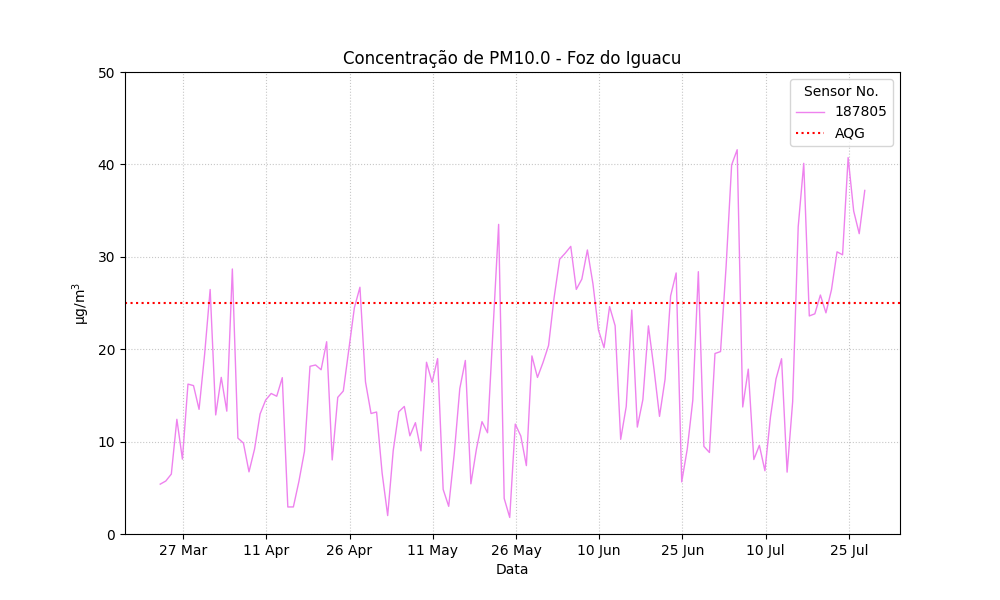 Concentração de PM10.0 - Foz do Iguacu
Sensor No.
187805
AQG
µg/m³
50
40
30
20
10
0
27 Mar 11 Apr 26 Apr 11 May 26 May 10 Jun 25 Jun 10 Jul 25 Jul
Data